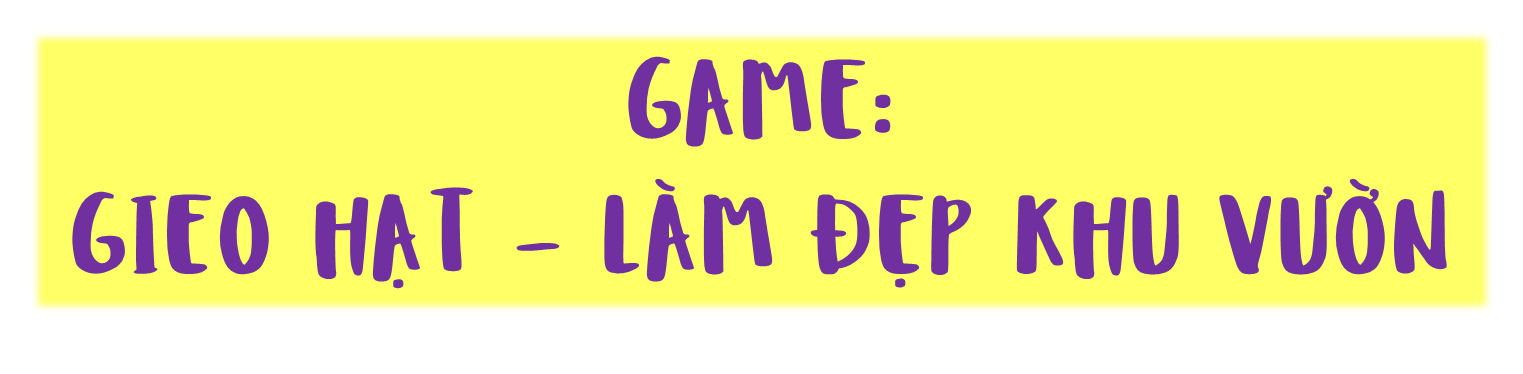 GAME:
GIEO HẠT - LÀM ĐẸP KHU VƯỜN